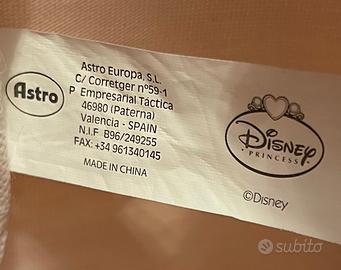 Astro
Astro Europa, S.L.
C/ Corretger nº59-1
P Empresarial Táctica
46980 (Paterna)
Valencia - SPAIN
N.I.F B96/249255
FAX: +34 961340145
MADE IN CHINA
Disney
PRINCESS
©Disney
subito